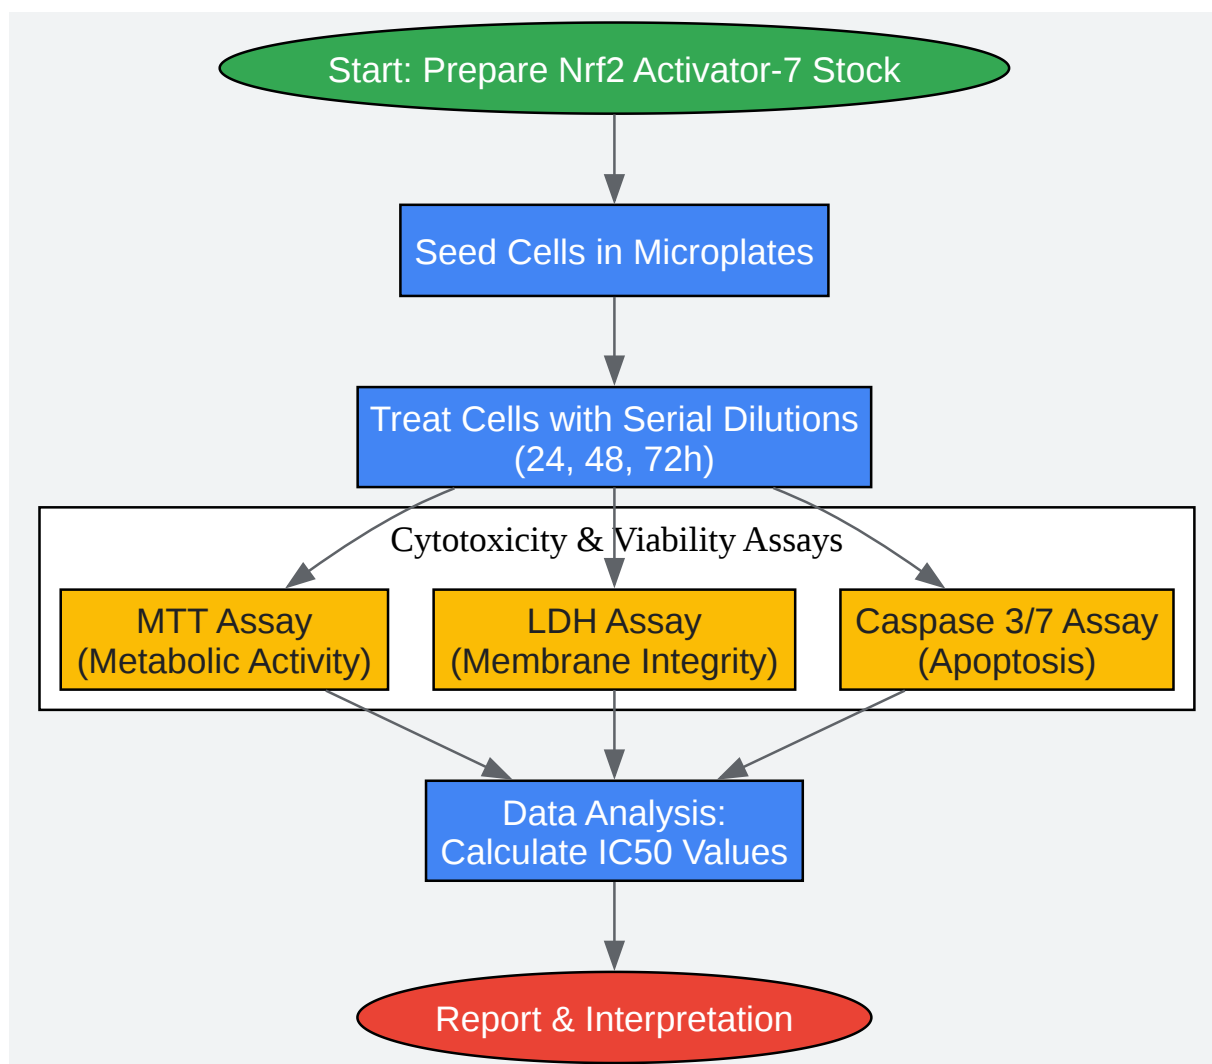 Start: Prepare Nrf2 Activator-7 Stock
Seed Cells in Microplates
Treat Cells with Serial Dilutions
(24, 48, 72h)
Cytotoxicity & Viability Assays
MTT Assay
(Metabolic Activity)
LDH Assay
(Membrane Integrity)
Caspase 3/7 Assay
(Apoptosis)
Data Analysis:
Calculate IC50 Values
Report & Interpretation